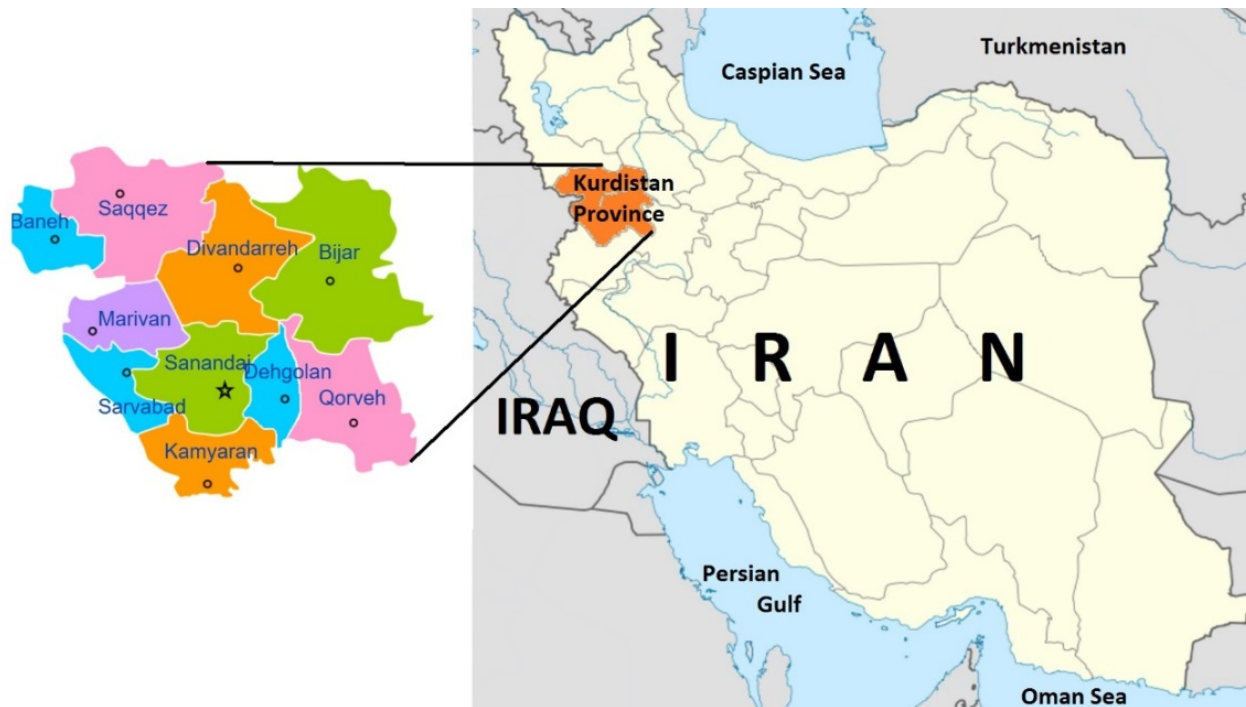 Saqqez
Baneh
Divandarreh
Bijar
Marivan
Sanandaj
Dehgolan
Sarvabad
Qorveh
Kamyaran
Turkmenistan
Caspian Sea
Kurdistan
Province
I R A N
IRAQ
Persian
Gulf
Oman Sea